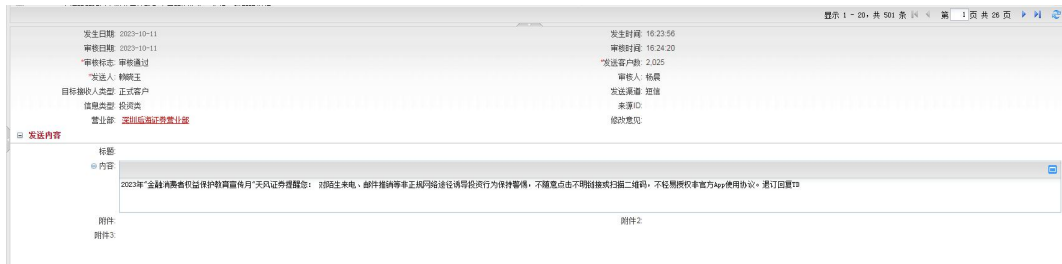 显示 1 - 20，共 501 条 第 1 页 共 26 页
发生日期: 2023-10-11 发生时间: 16:23:56
审核日期: 2023-10-11 审核时间: 16:24:20
*审核标志: 审核通过 *发送客户数: 2,025
*发送人: 赖晓玉 审核人: 杨晨
目标接收人类型: 正式客户 发送渠道: 短信
信息类型: 投资类 来源ID:
营业部: 深圳后海证券营业部 修改意见:
发送内容
标题:
内容:
2023年“金融消费者权益保护教育宣传月”天风证券提醒您： 对陌生来电、邮件推销等非正规网络途径诱导投资行为保持警惕，不随意点击不明链接或扫描二维码，不轻易授权非官方App使用协议。退订回复TD
附件: 附件2:
附件3: